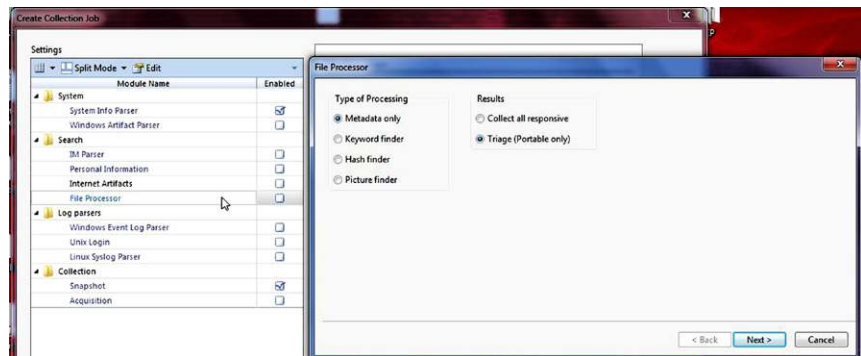 Create Collection Job
Settings
Split Mode Edit
Module Name Enabled
System
System Info Parser
Windows Artifact Parser
Search
IM Parser
Personal Information
Internet Artifacts
File Processor
Log parsers
Windows Event Log Parser
Unix Login
Linux Syslog Parser
Collection
Snapshot
Acquisition
File Processor
Type of Processing
Metadata only
Keyword finder
Hash finder
Picture finder
Results
Collect all responsive
Triage (Portable only)
< Back Next > Cancel